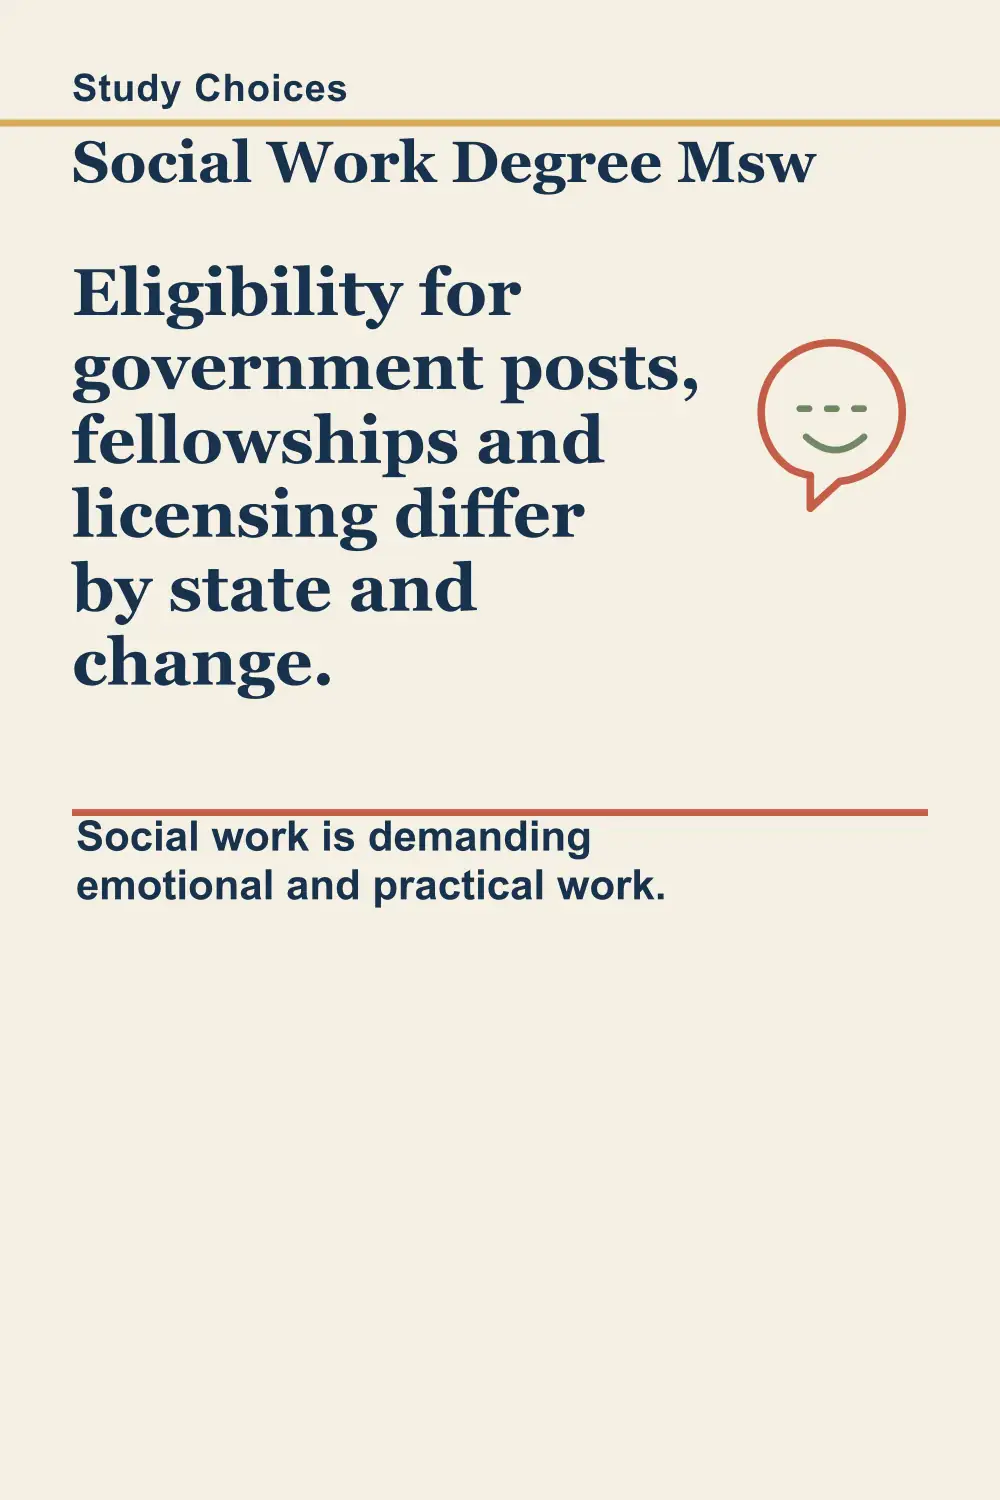 Study Choices
Social Work Degree Msw
Eligibility for
government posts,
fellowships and
licensing differ
by state and
change.
Social work is demanding
emotional and practical work.